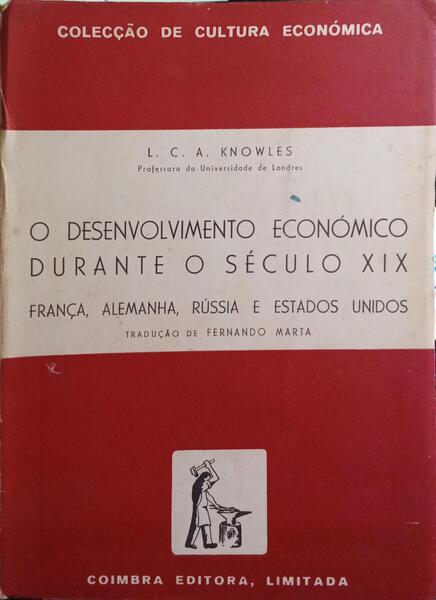 COLECÇÃO DE CULTURA ECONÓMICA
L. C. A. KNOWLES
Professora da Universidade de Londres
O DESENVOLVIMENTO ECONÓMICO
DURANTE O SÉCULO XIX
FRANÇA, ALEMANHA, RÚSSIA E ESTADOS UNIDOS
TRADUÇÃO DE FERNANDO MARTA
COIMBRA EDITORA, LIMITADA